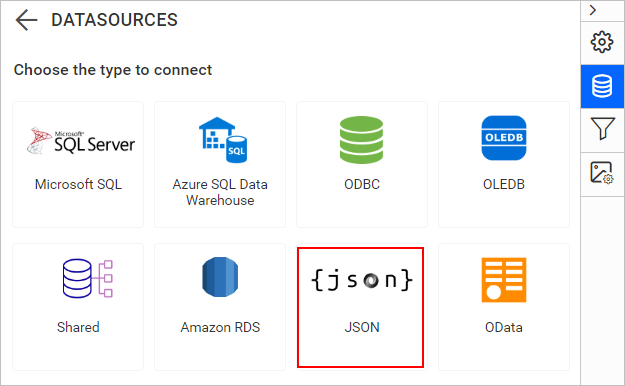 DATASOURCES
Choose the type to connect
Microsoft®
SQL Server
Microsoft SQL
SQL
Azure SQL Data
Warehouse
ODBC
OLEDB
OLEDB
Shared
Amazon RDS
{json}
JSON
OData